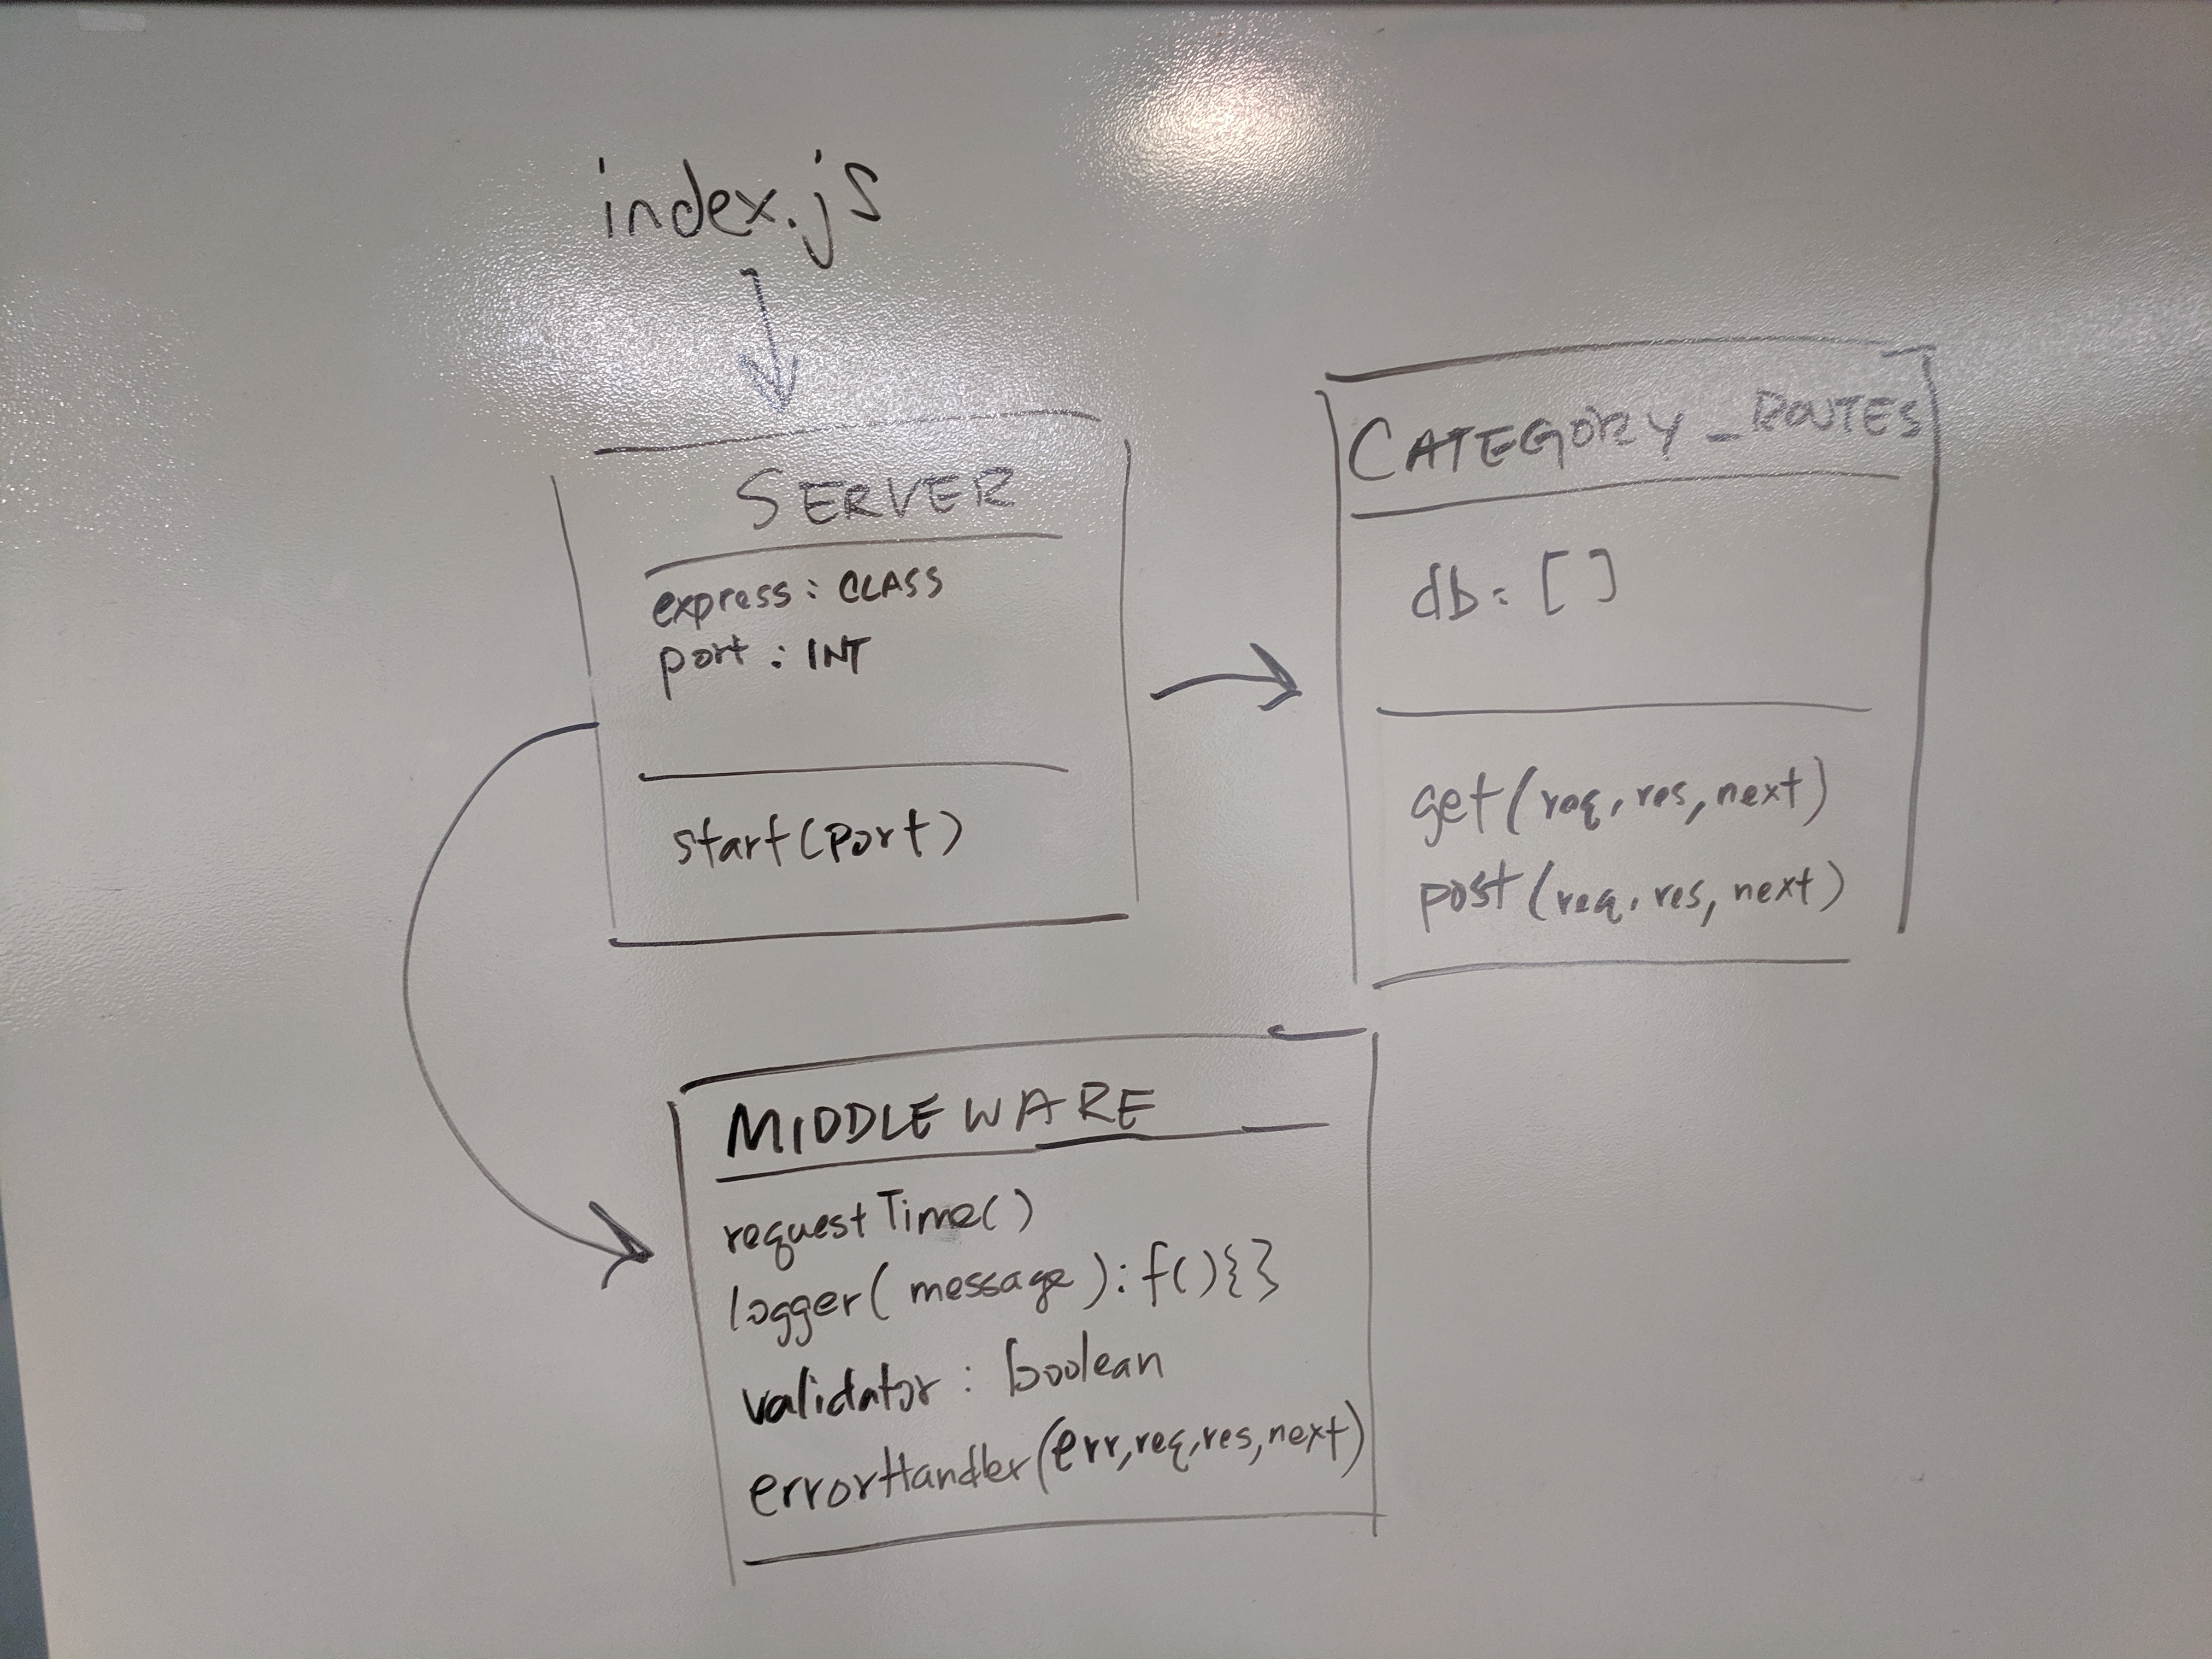 index.js
SERVER
express: CLASS
port: INT
start(port)
CATEGORY_ROUTES
db: []
get(req, res, next)
post(req, res, next)
MIDDLEWARE
requestTime()
logger( message ): f(){}
validator: boolean
errorHandler(err,req,res,next)